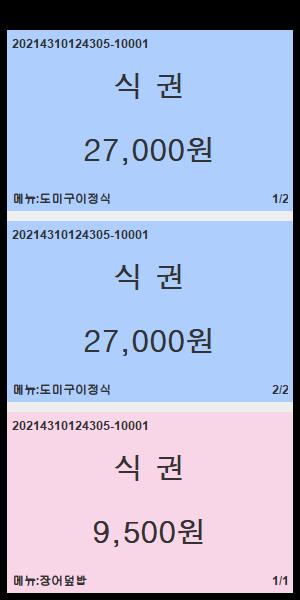 20214310124305-10001
식 권
27,000원
메뉴:도미구이정식 1/2
20214310124305-10001
식 권
27,000원
메뉴:도미구이정식 2/2
20214310124305-10001
식 권
9,500원
메뉴:장어덮밥 1/1